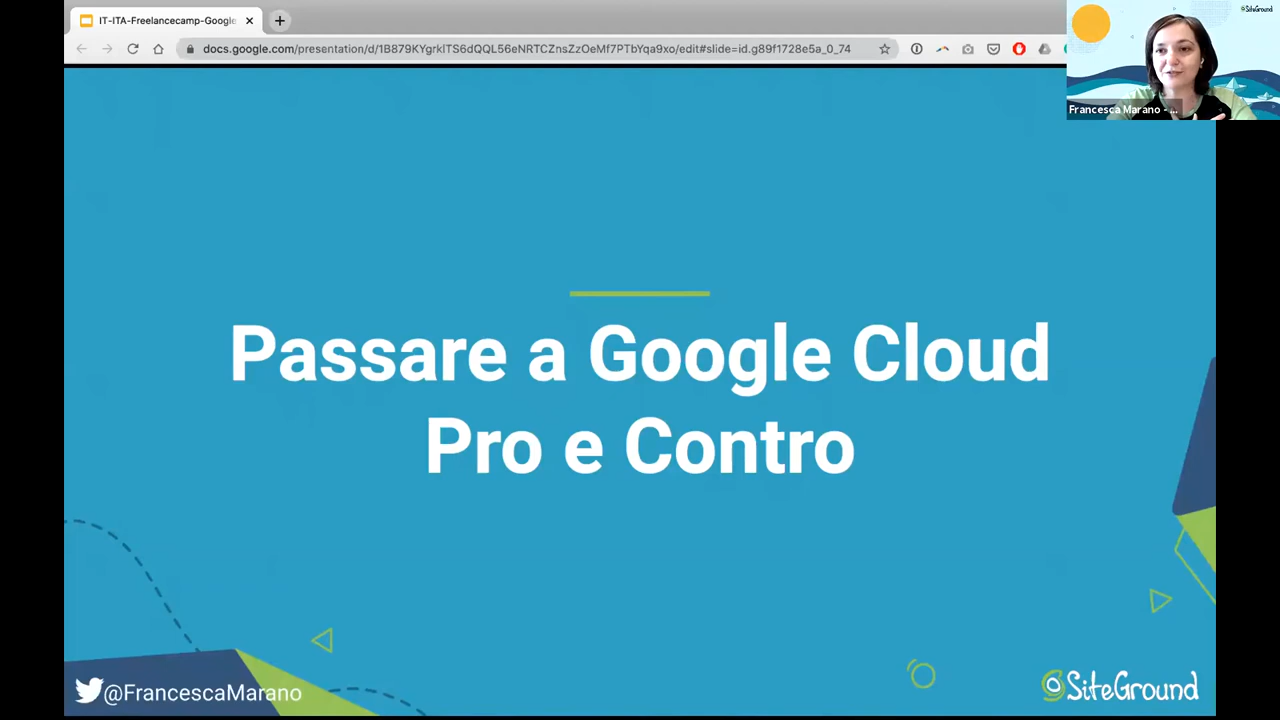 IT-ITA-Freelancecamp-Google
docs.google.com/presentation/d/1B879KYgrklTS6dQQL56eNRTCZnsZzOeMf7PTbYqa9xo/edit#slide=id.g89f1728e5a_0_74
SiteGround
Francesca Marano - ...
Passare a Google Cloud
Pro e Contro
@FrancescaMarano
SiteGround